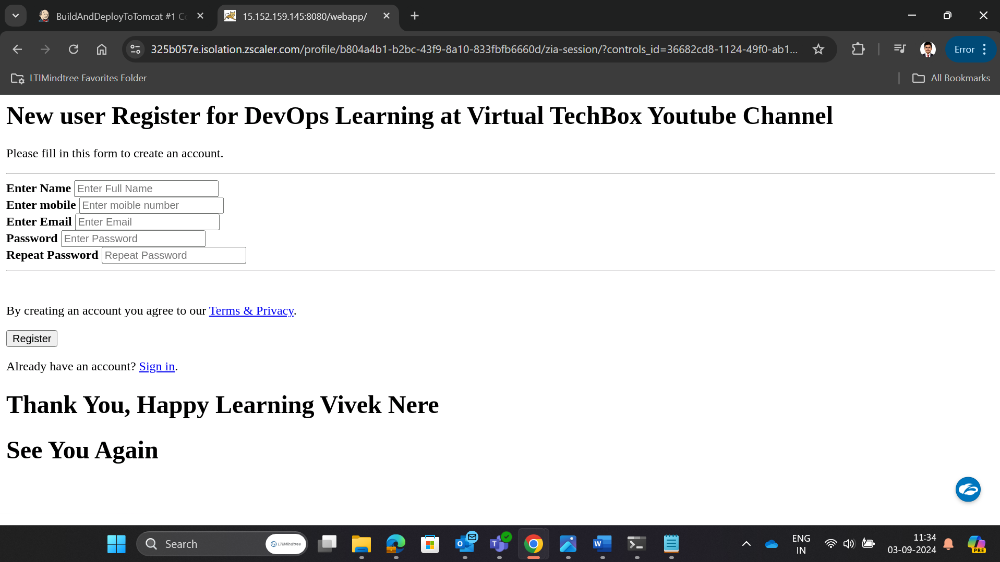 BuildAndDeployToTomcat #1 Co
15.152.159.145:8080/webapp/
325b057e.isolation.zscaler.com/profile/b804a4b1-b2bc-43f9-8a10-833fbfb6660d/zia-session/?controls_id=36682cd8-1124-49f0-ab1...
Error
LTIMindtree Favorites Folder
All Bookmarks
New user Register for DevOps Learning at Virtual TechBox Youtube Channel
Please fill in this form to create an account.
Enter Name Enter Full Name
Enter mobile Enter moible number
Enter Email Enter Email
Password Enter Password
Repeat Password Repeat Password
By creating an account you agree to our Terms & Privacy.
Register
Already have an account? Sign in.
Thank You, Happy Learning Vivek Nere
See You Again
Search
LTIMindtree
ENG
IN
11:34
03-09-2024
PRE